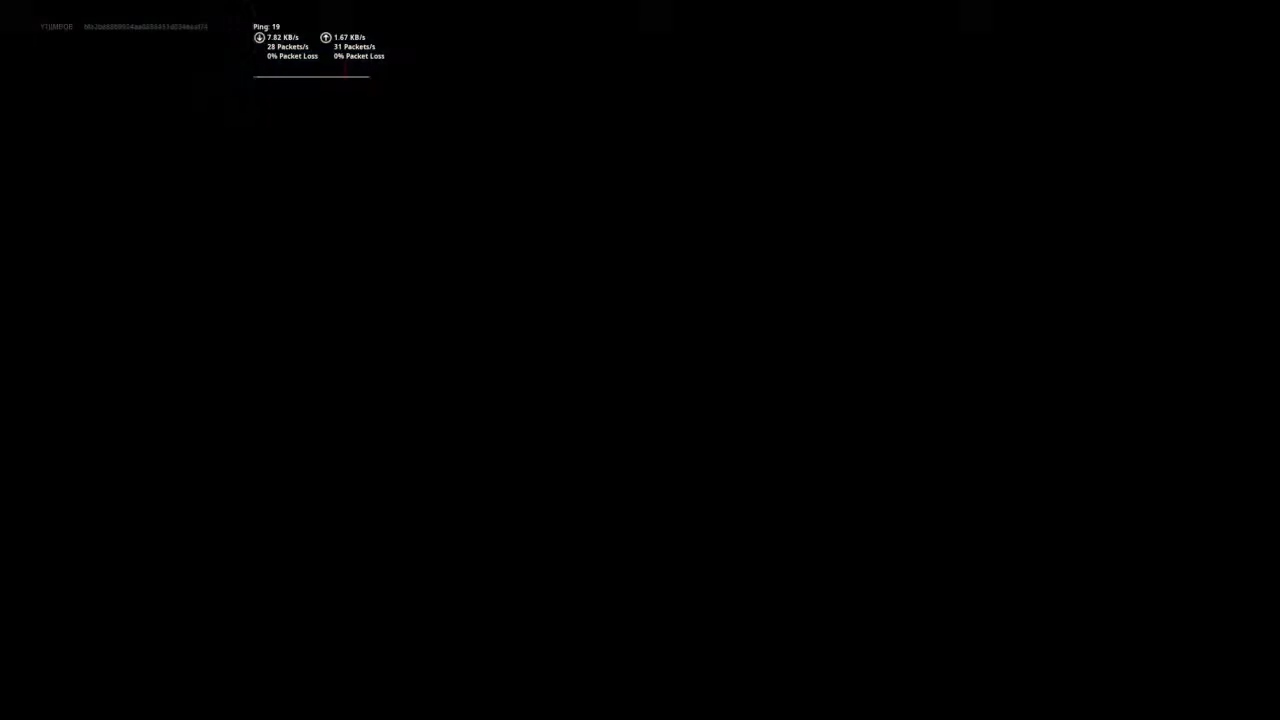 Ping: 19
7.82 KB/s 1.67 KB/s
28 Packets/s 31 Packets/s
0% Packet Loss 0% Packet Loss